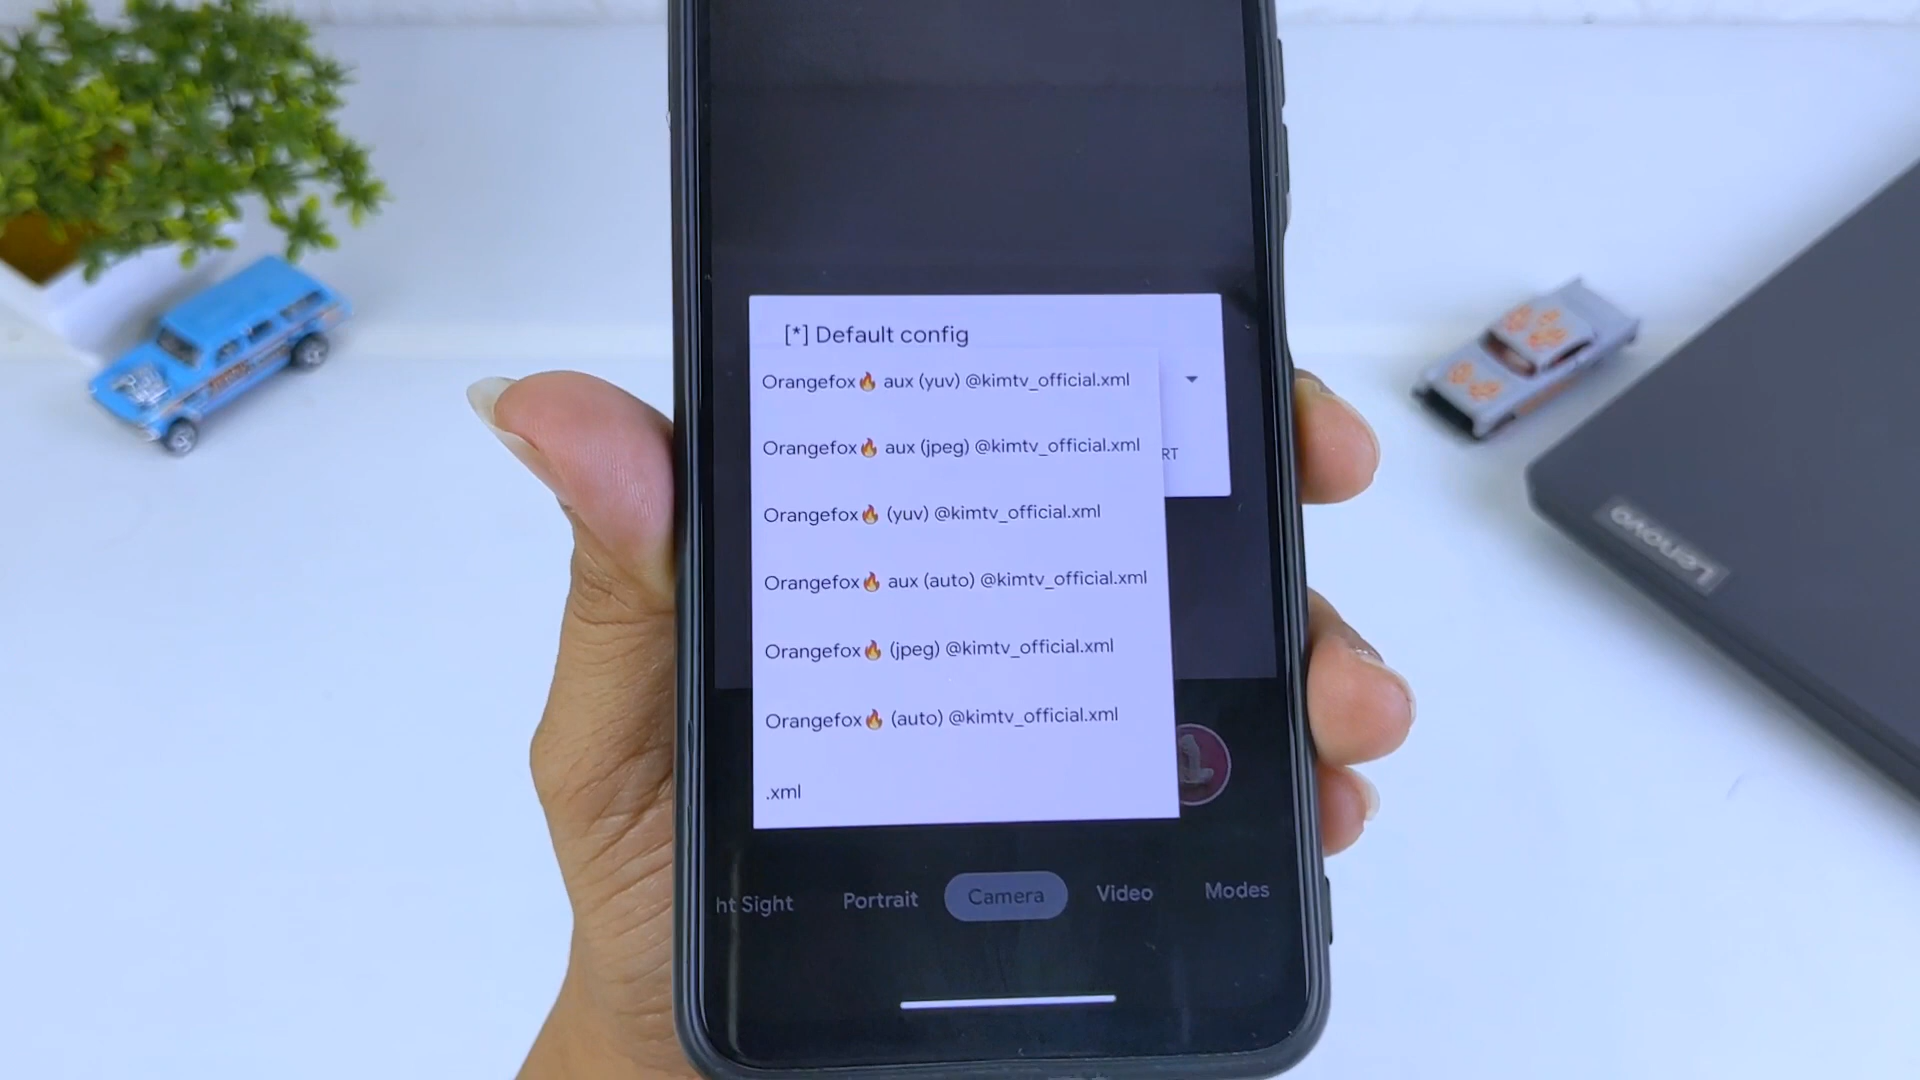 [*] Default config
Orangefox🔥 aux (yuv) @kimtv_official.xml
Orangefox🔥 aux (jpeg) @kimtv_official.xml
RT
Orangefox🔥 (yuv) @kimtv_official.xml
Orangefox🔥 aux (auto) @kimtv_official.xml
Orangefox🔥 (jpeg) @kimtv_official.xml
Orangefox🔥 (auto) @kimtv_official.xml
.xml
ht Sight
Portrait
Camera
Video
Modes
Lenovo